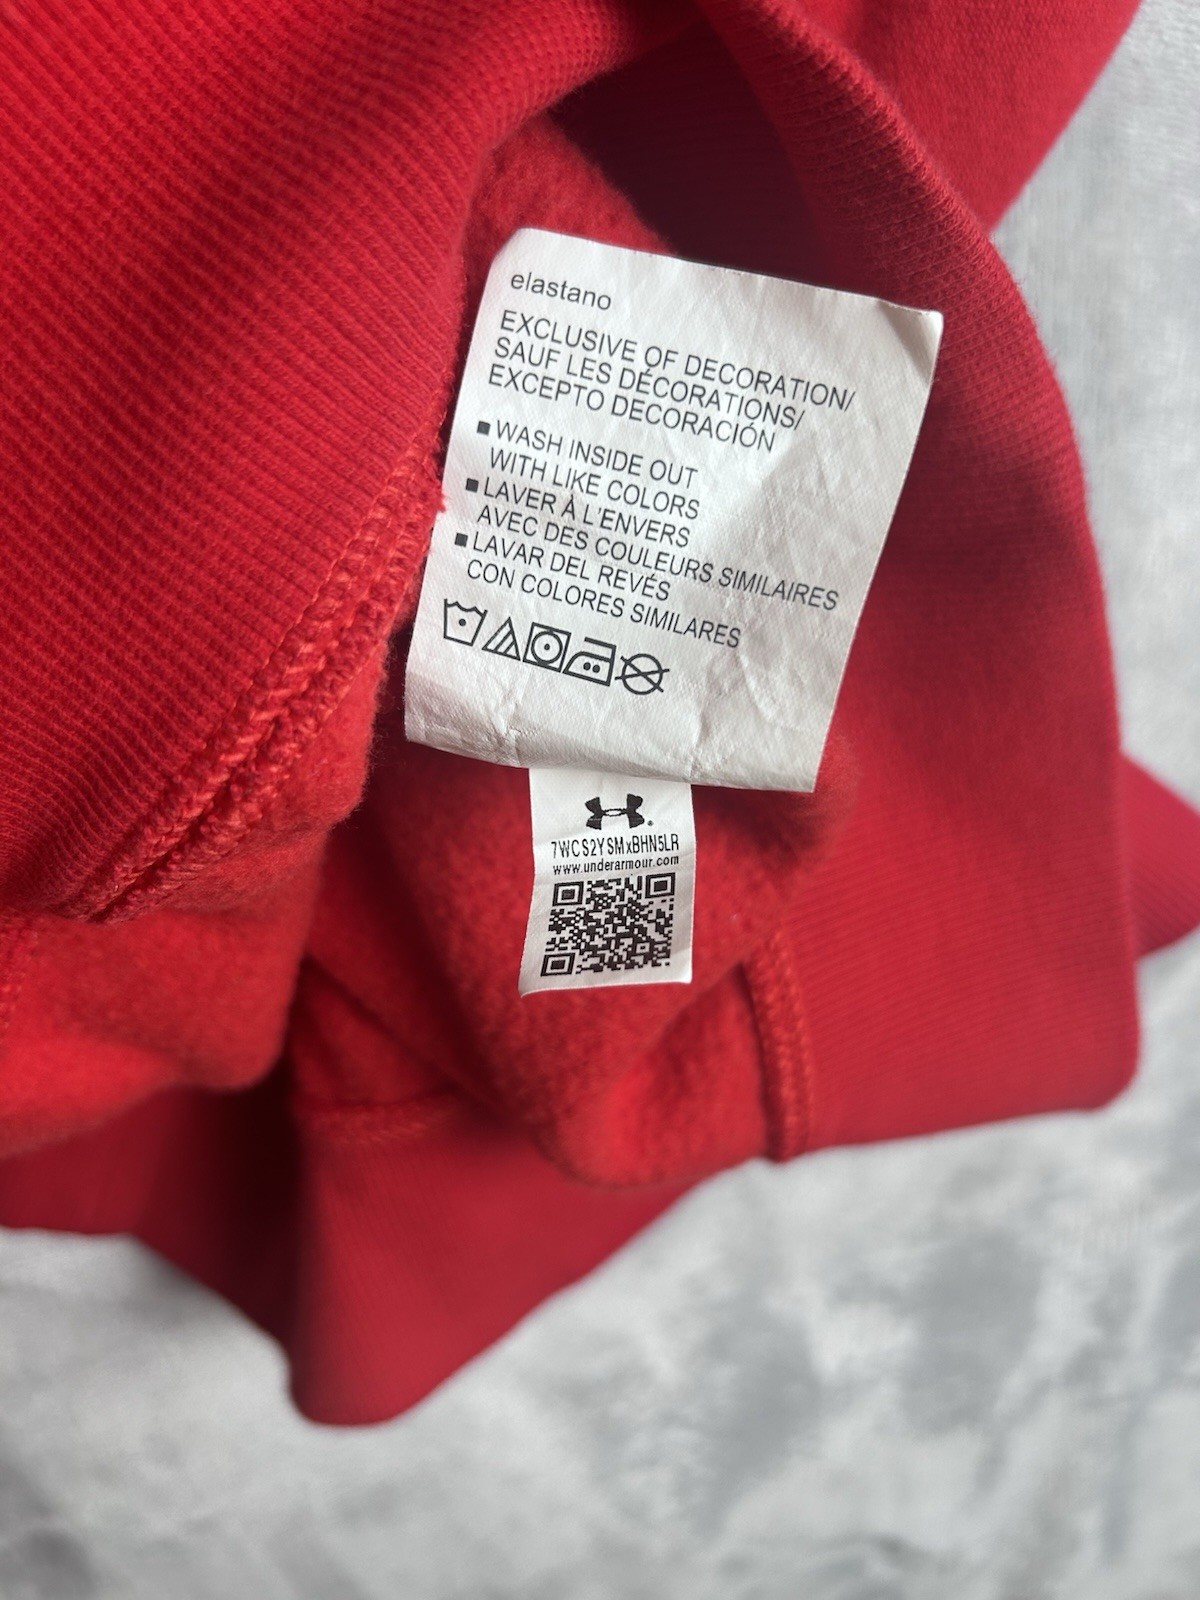 elastano
EXCLUSIVE OF DECORATION/
SAUF LES DÉCORATIONS/
EXCEPTO DECORACIÓN
■ WASH INSIDE OUT
WITH LIKE COLORS
■ LAVER À L'ENVERS
AVEC DES COULEURS SIMILAIRES
■ LAVAR DEL REVÉS
CON COLORES SIMILARES
7WCS2YSMxBHN5LR
www.underarmour.com